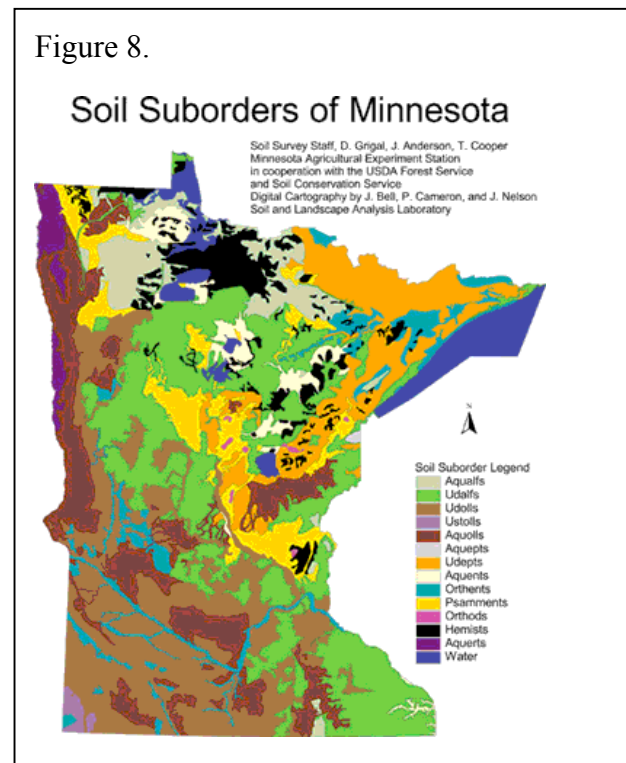 Figure 8.
Soil Suborders of Minnesota
Soil Survey Staff, D. Grigal, J. Anderson, T. Cooper
Minnesota Agricultural Experiment Station
in cooperation with the USDA Forest Service
and Soil Conservation Service
Digital Cartography by J. Bell, P. Cameron, and J. Nelson
Soil and Landscape Analysis Laboratory
N
Soil Suborder Legend
Aqualfs
Udalfs
Udolls
Ustolls
Aquolls
Aquepts
Udepts
Aquents
Orthents
Psamments
Orthods
Hemists
Aquerts
Water